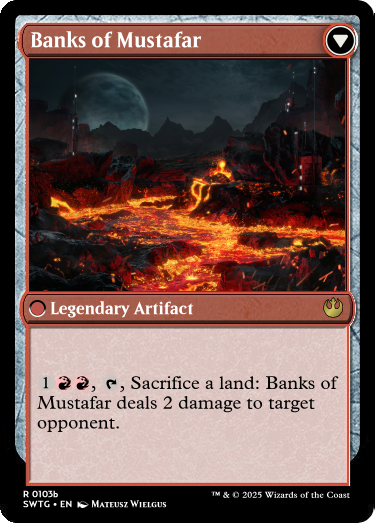 Banks of Mustafar
Legendary Artifact
1, , Sacrifice a land: Banks of
Mustafar deals 2 damage to target
opponent.
R 0103b
SWTG • EN Mateusz Wielgus
™ & © 2025 Wizards of the Coast